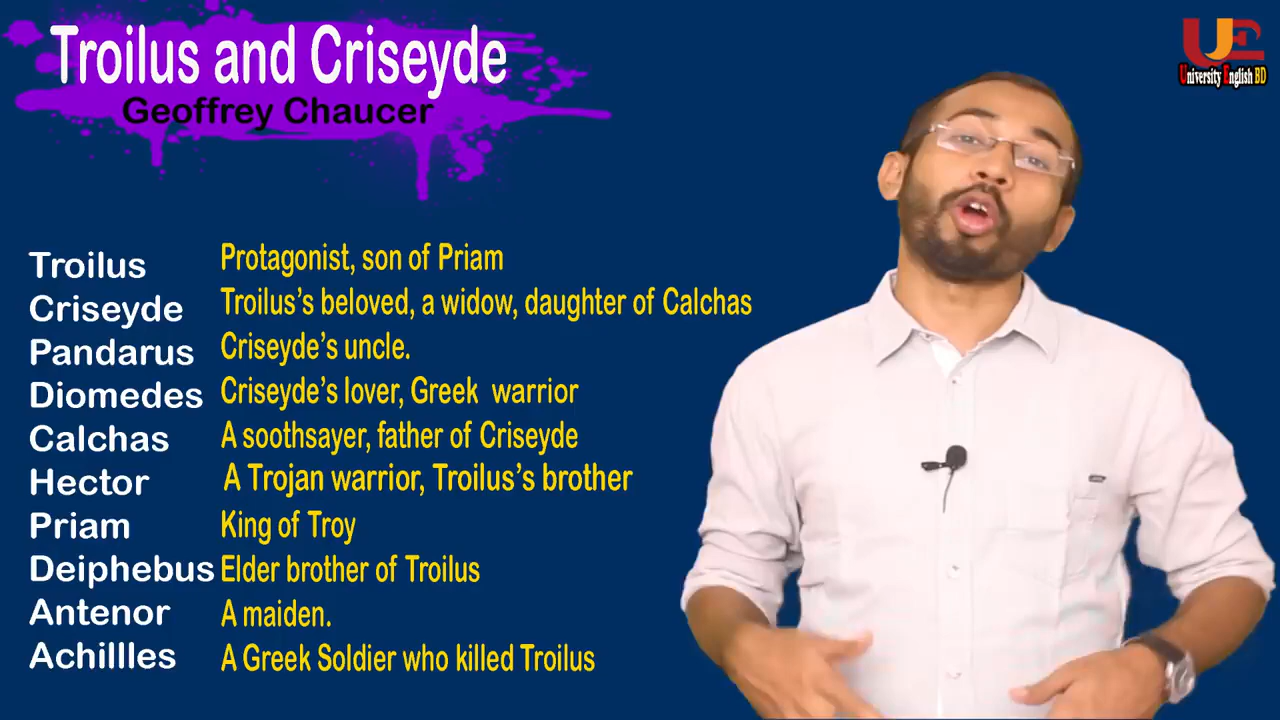 Troilus and Criseyde
Geoffrey Chaucer
UE
University English BD
Troilus Protagonist, son of Priam
Criseyde Troilus's beloved, a widow, daughter of Calchas
Pandarus Criseyde's uncle.
Diomedes Criseyde's lover, Greek warrior
Calchas A soothsayer, father of Criseyde
Hector A Trojan warrior, Troilus's brother
Priam King of Troy
Deiphebus Elder brother of Troilus
Antenor A maiden.
Achillles A Greek Soldier who killed Troilus